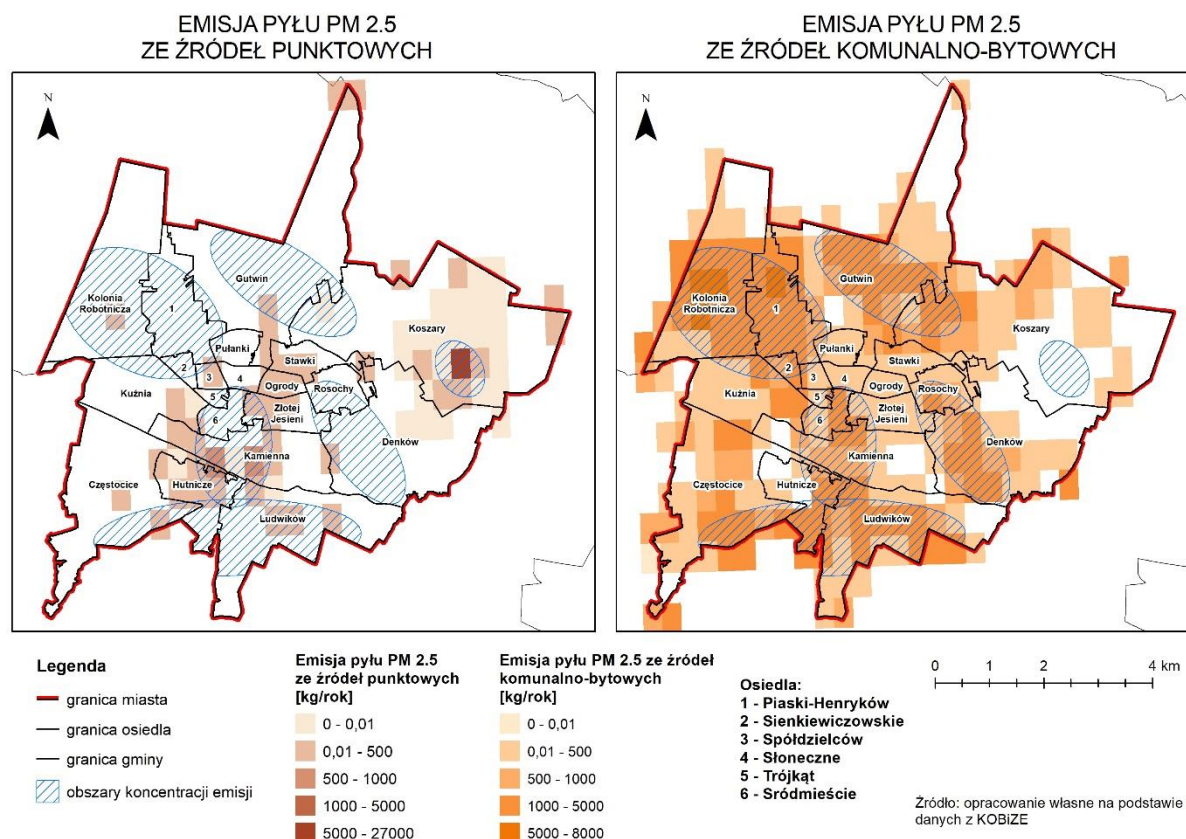 EMISJA PYŁU PM 2.5
ZE ŹRÓDEŁ PUNKTOWYCH
N
Gutwin
Kolonia
Robotnicza
1
Koszary
Pułanki
Stawki
2
3
4
Kuźnia
Ogrody
Rosochy
5
Złotej
Jesieni
6
Denków
Kamienna
Częstocice
Hutnicze
Ludwików
EMISJA PYŁU PM 2.5
ZE ŹRÓDEŁ KOMUNALNO-BYTOWYCH
N
Gutwin
Kolonia
Robotnicza
1
Koszary
Pułanki
Stawki
2
3
4
Kuźnia
Ogrody
Rosochy
5
Złotej
Jesieni
6
Denków
Kamienna
Częstocice
Hutnicze
Ludwików
Legenda
granica miasta
granica osiedla
granica gminy
obszary koncentracji emisji
Emisja pyłu PM 2.5
ze źródeł punktowych
[kg/rok]
0 - 0,01
0,01 - 500
500 - 1000
1000 - 5000
5000 - 27000
Emisja pyłu PM 2.5 ze źródeł
komunalno-bytowych
[kg/rok]
0 - 0,01
0,01 - 500
500 - 1000
1000 - 5000
5000 - 8000
0 1 2 4 km
Osiedla:
1 - Piaski-Henryków
2 - Sienkiewiczowskie
3 - Spółdzielców
4 - Słoneczne
5 - Trójkąt
6 - Sródmieście
Źródło: opracowanie własne na podstawie
danych z KOBiZE